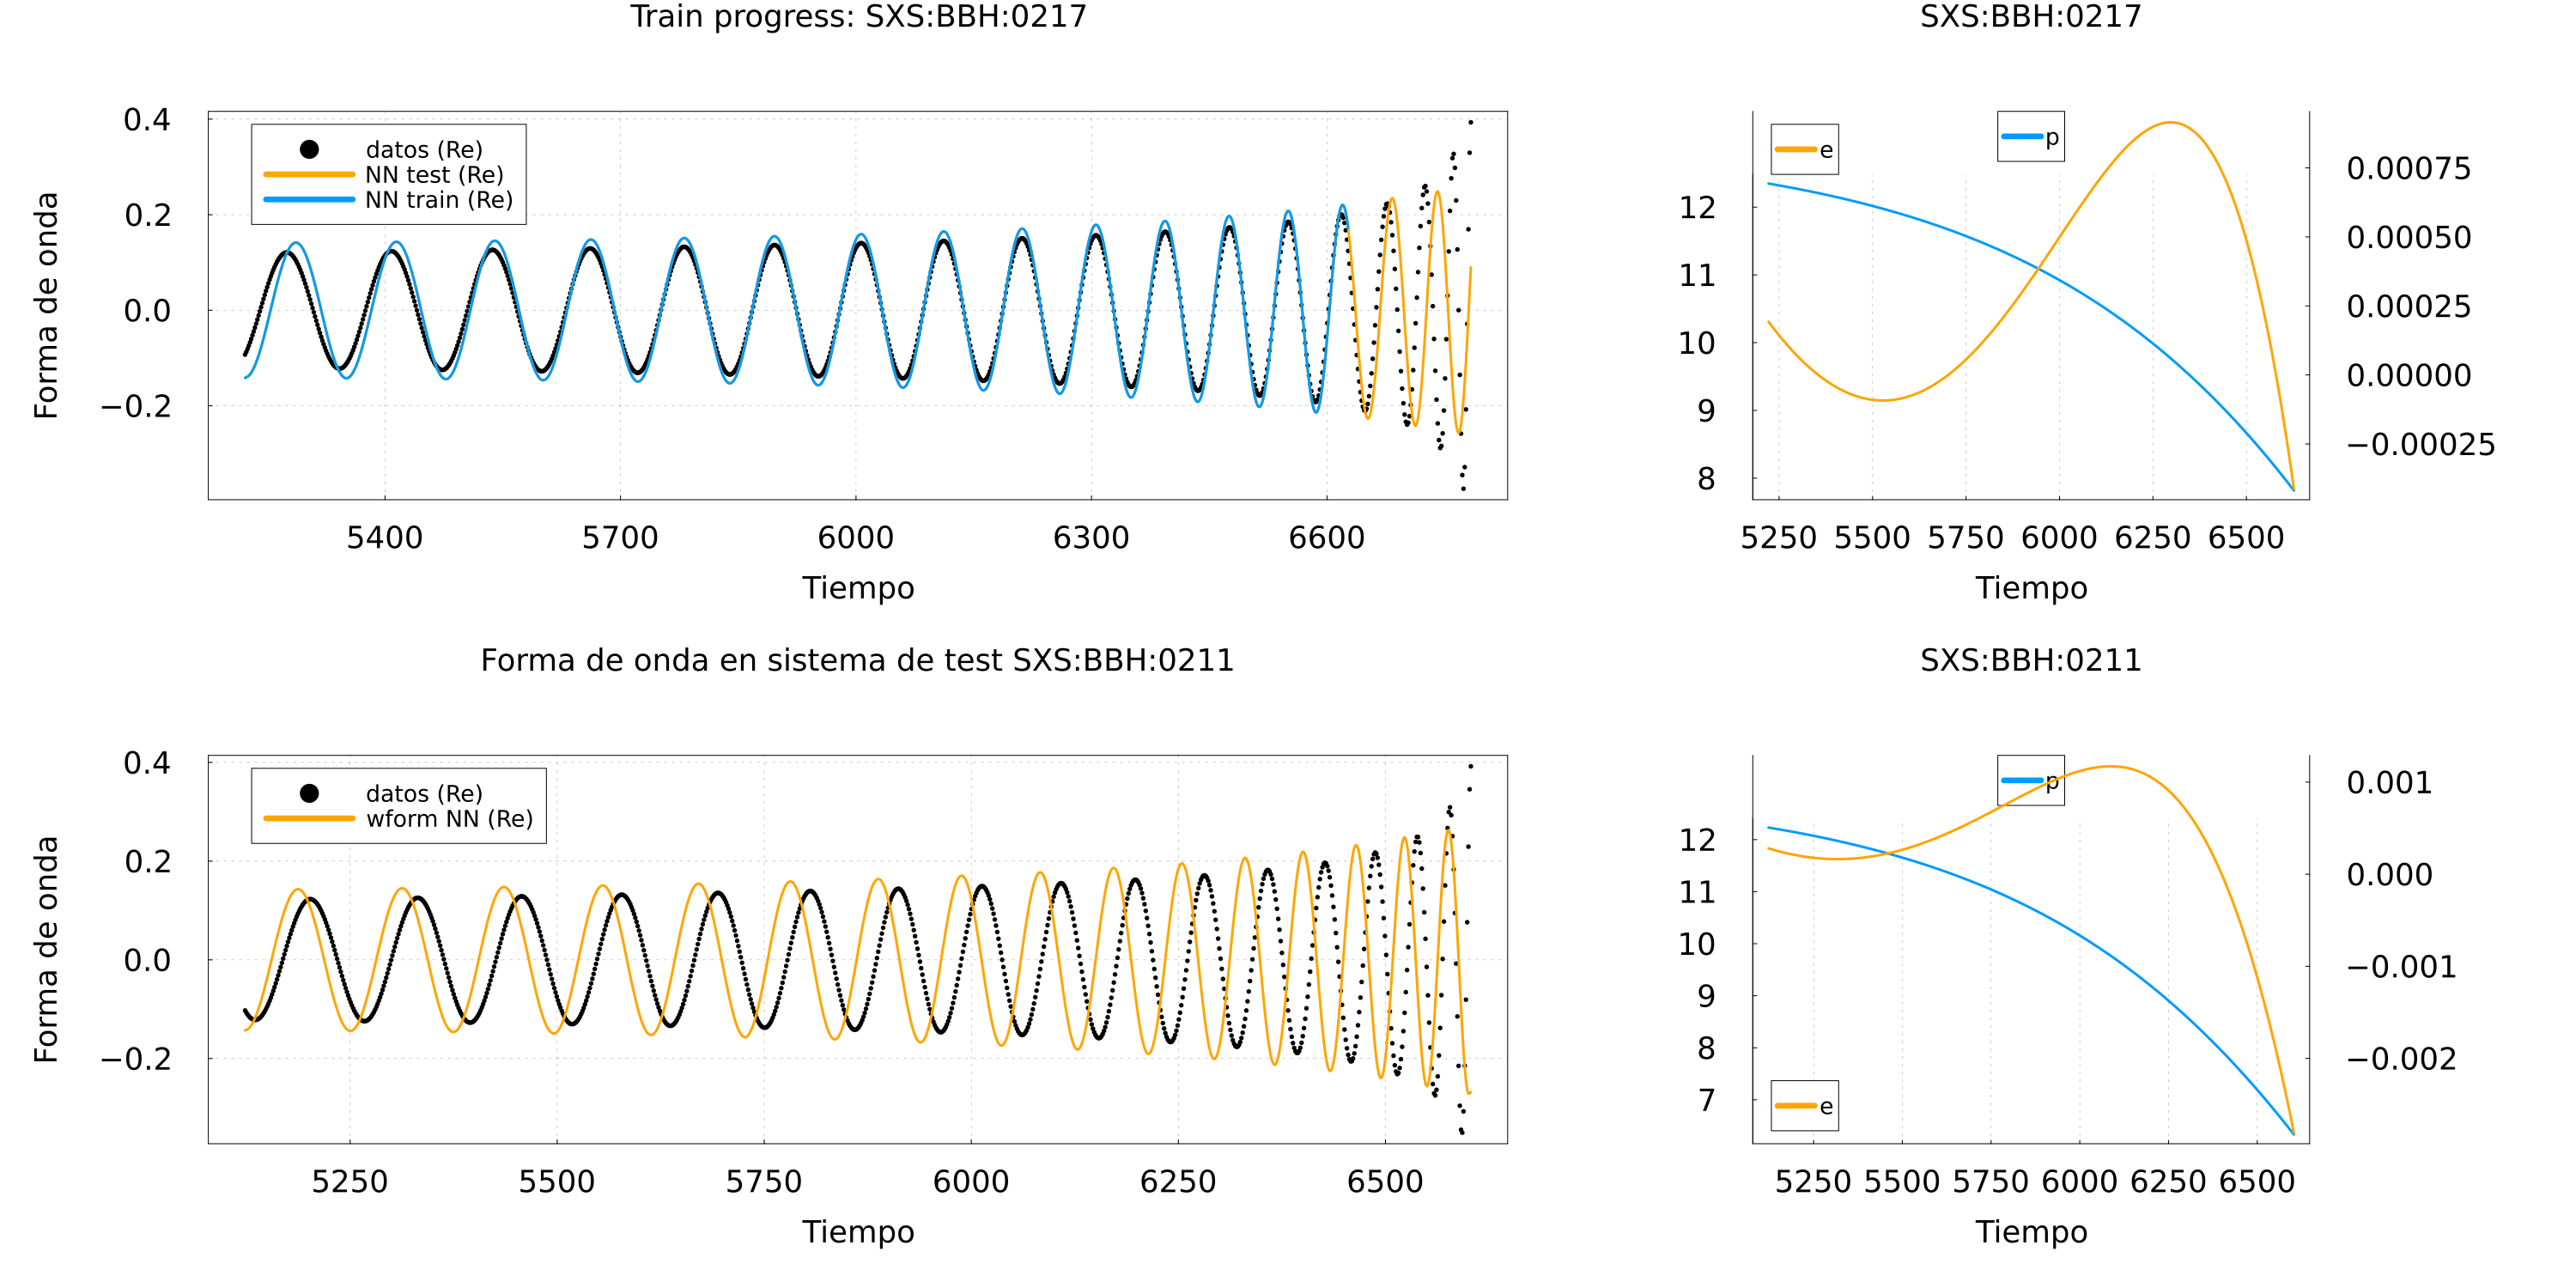 Train progress: SXS:BBH:0217
Forma de onda
0.4
0.2
0.0
−0.2
datos (Re)
NN test (Re)
NN train (Re)
5400 5700 6000 6300 6600
Tiempo
SXS:BBH:0217
e
p
12
11
10
9
8
0.00075
0.00050
0.00025
0.00000
−0.00025
5250 5500 5750 6000 6250 6500
Tiempo
Forma de onda en sistema de test SXS:BBH:0211
Forma de onda
0.4
0.2
0.0
−0.2
datos (Re)
wform NN (Re)
5250 5500 5750 6000 6250 6500
Tiempo
SXS:BBH:0211
p
12
11
10
9
8
7
e
0.001
0.000
−0.001
−0.002
5250 5500 5750 6000 6250 6500
Tiempo